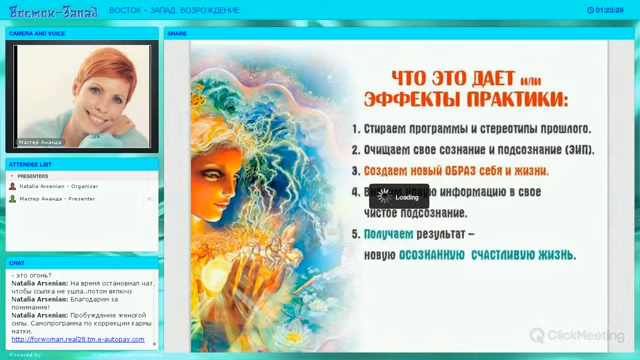 Восток-Запад
ВОСТОК - ЗАПАД. ВОЗРОЖДЕНИЕ
01:23:29
CAMERA AND VOICE
SHARE
Мастер Ананда
ATTENDEE LIST
PRESENTERS
Natalia Arsenian - Organizer
Мастер Ананда - Presenter
CHAT
- это огонь?
Natalia Arsenian: На время остановлал чат,
чтобы ссылка не ушла..потом включу
Natalia Arsenian: Благодарим за
понимание!
Natalia Arsenian: Пробуждение женской
силы. Самопрограмма по коррекции кармы
матки.
http://forwoman.real28.tm.e-autopay.com
Powered by
ЧТО ЭТО ДАЕТ или
ЭФФЕКТЫ ПРАКТИКИ:
1. Стираем программы и стереотипы прошлого.
2. Очищаем свое сознание и подсознание (ЗИП).
3. Создаем новый ОБРАЗ себя и жизни.
4. новую информацию в свое
чистое подсознание.
Loading
5. Получаем результат –
новую ОСОЗНАННУЮ СЧАСТЛИВУЮ ЖИЗНЬ.
ClickMeeting